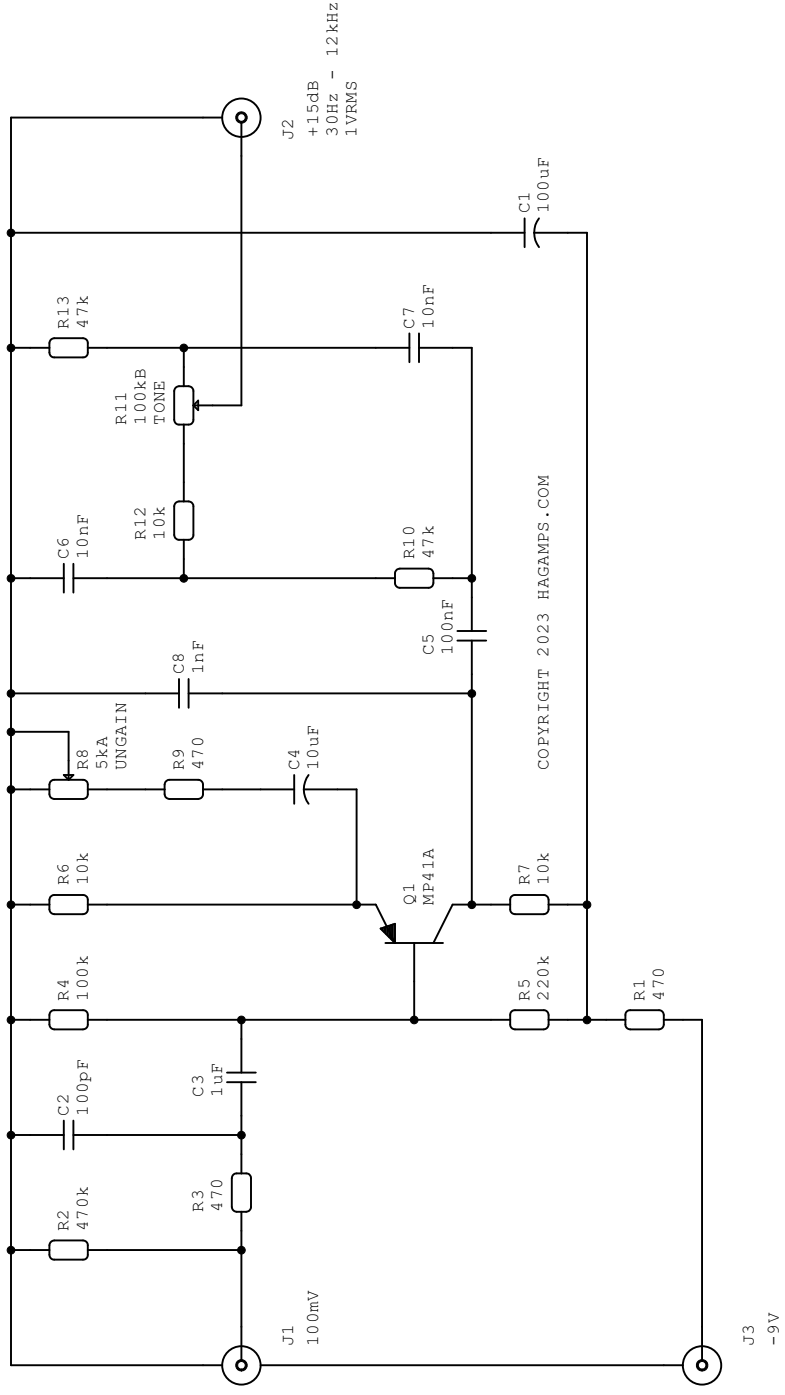 J1
100mV
R2
470k
R3
470
C2
100pF
C3
1uF
R4
100k
R5
220k
R1
470
J3
-9V
R6
10k
Q1
MP41A
R7
10k
R8
5kA
UNGAIN
R9
470
C4
10uF
C8
1nF
C5
100nF
C6
10nF
R10
47k
R12
10k
R11
100kB
TONE
R13
47k
C7
10nF
C1
100uF
J2
+15dB
30Hz - 12kHz
1VRMS
COPYRIGHT 2023 HAGAMPS.COM